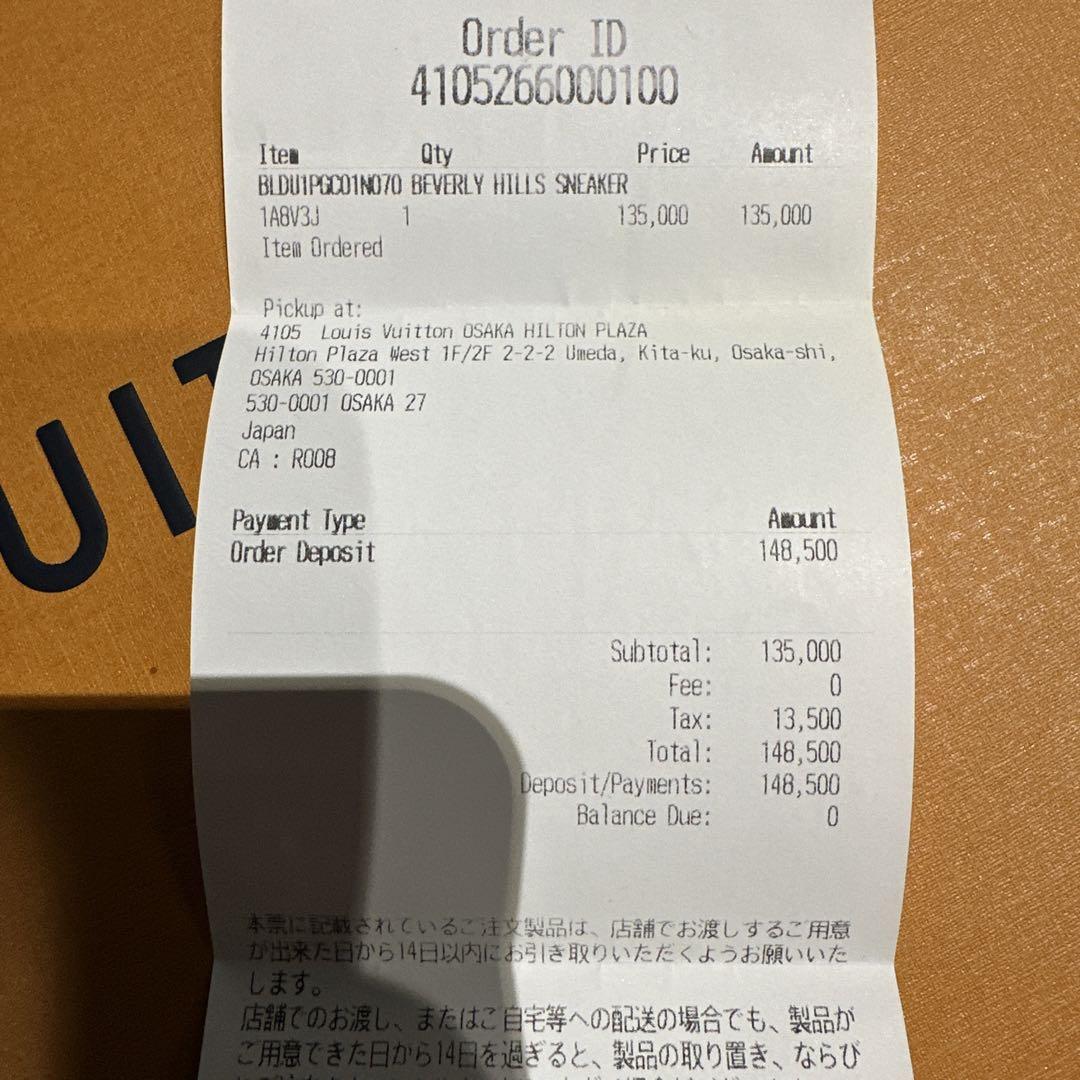 Order ID
4105266000100
Item Qty Price Amount
BLDU1PGC01N070 BEVERLY HILLS SNEAKER
1A8V3J 1 135,000 135,000
Item Ordered
Pickup at:
4105 Louis Vuitton OSAKA HILTON PLAZA
Hilton Plaza West 1F/2F 2-2-2 Umeda, Kita-ku, Osaka-shi,
OSAKA 530-0001
530-0001 OSAKA 27
Japan
CA : R008
UIT
Payment Type Amount
Order Deposit 148,500
Subtotal: 135,000
Fee: 0
Tax: 13,500
Total: 148,500
Deposit/Payments: 148,500
Balance Due: 0
本票に記載されているご注文製品は、店舗でお渡しするご用意
が出来た日から14日以内にお引き取りいただくようお願いいた
します。
店舗でのお渡し、またはご自宅等への配送の場合でも、製品が
ご用意できた日から14日を過ぎると、製品の取り置き、ならび